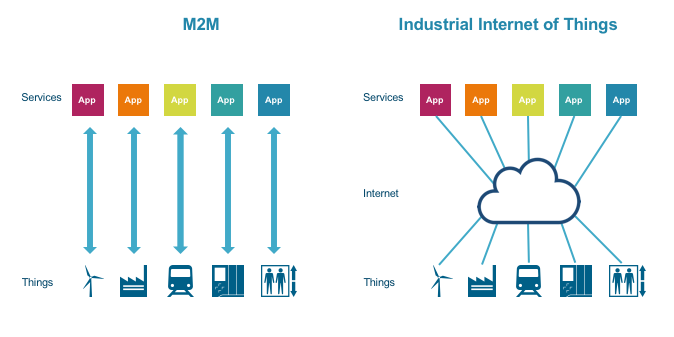 M2M
Industrial Internet of Things
Services
App App App App App
Services
App App App App App
Internet
Things
Things